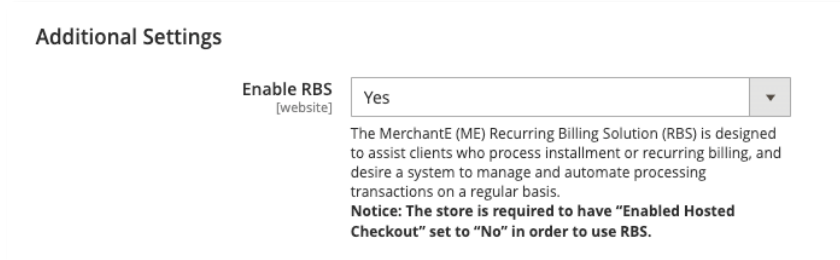 Additional Settings
Enable RBS
[website]
Yes
The MerchantE (ME) Recurring Billing Solution (RBS) is designed
to assist clients who process installment or recurring billing, and
desire a system to manage and automate processing
transactions on a regular basis.
Notice: The store is required to have “Enabled Hosted
Checkout” set to “No” in order to use RBS.